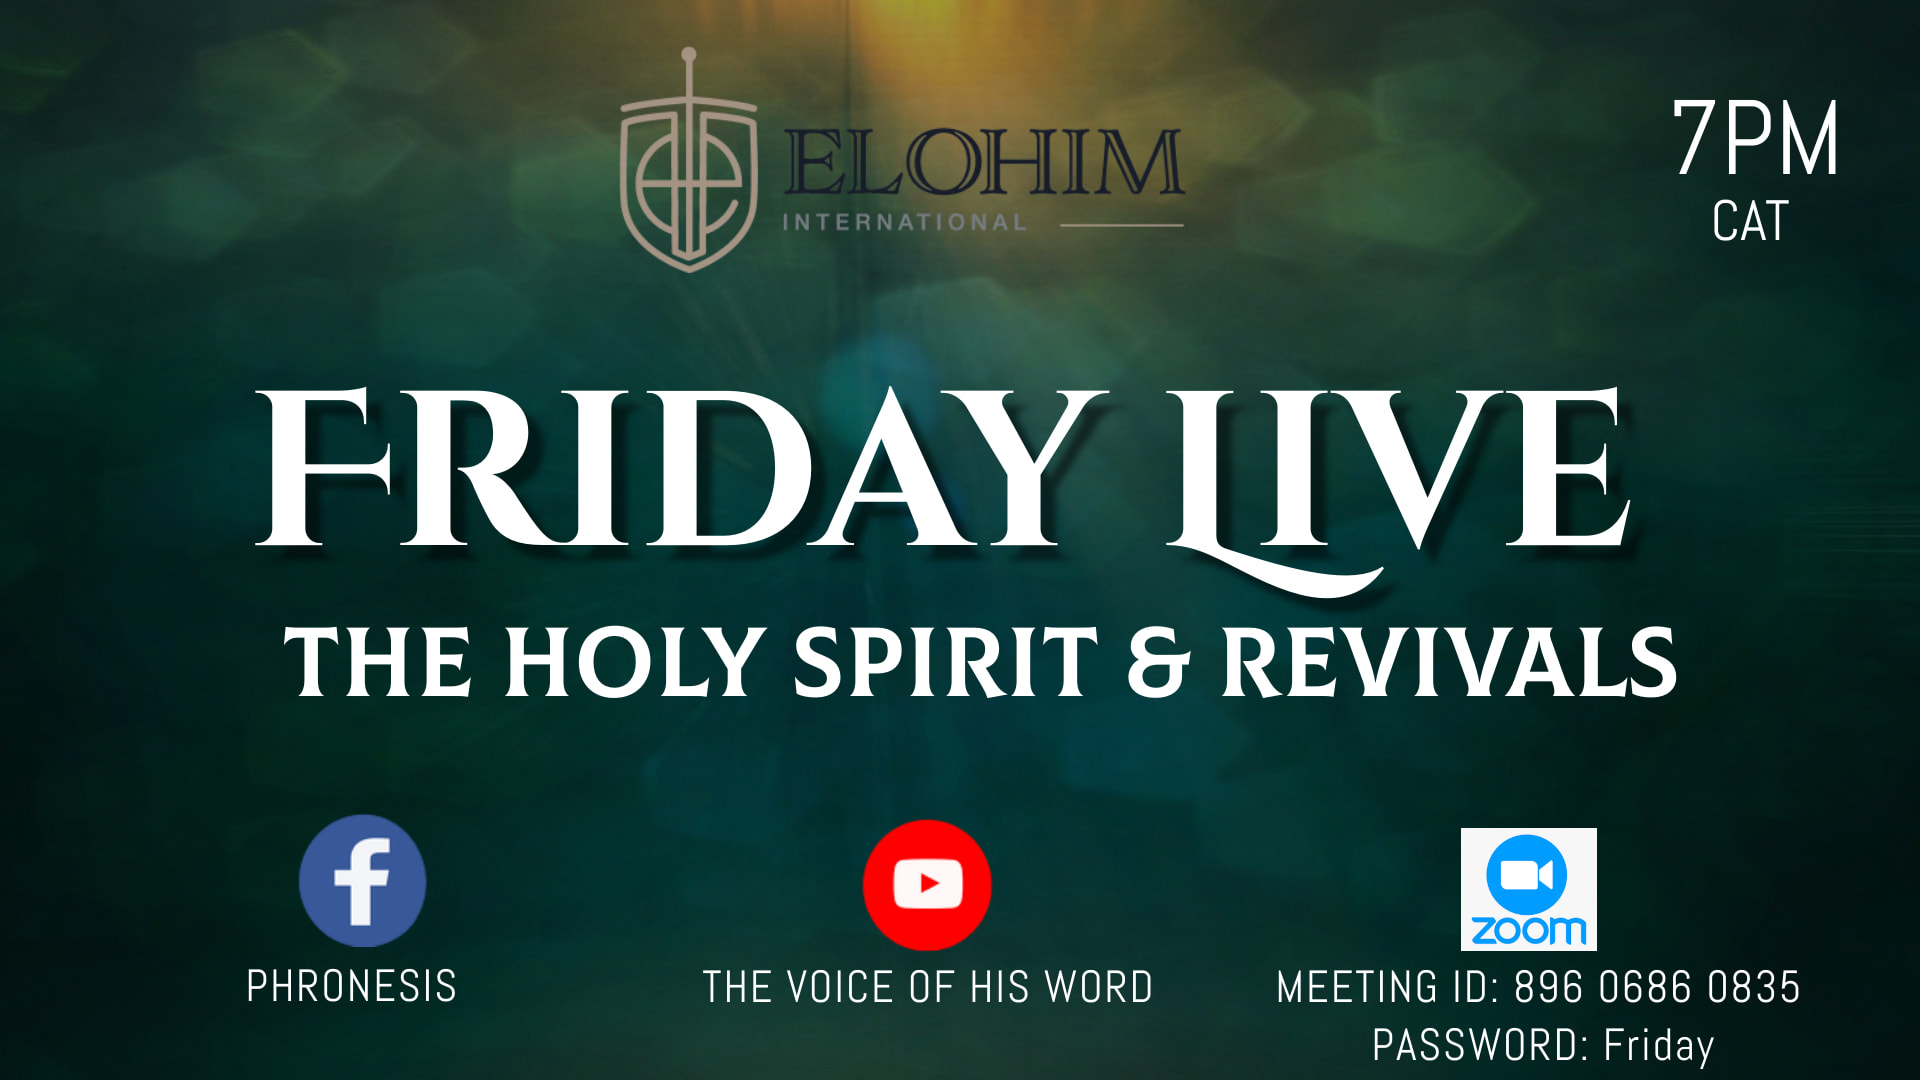 ELOHIM
INTERNATIONAL
7PM
CAT
FRIDAY LIVE
THE HOLY SPIRIT & REVIVALS
f
zoom
PHRONESIS
THE VOICE OF HIS WORD
MEETING ID: 896 0686 0835
PASSWORD: Friday